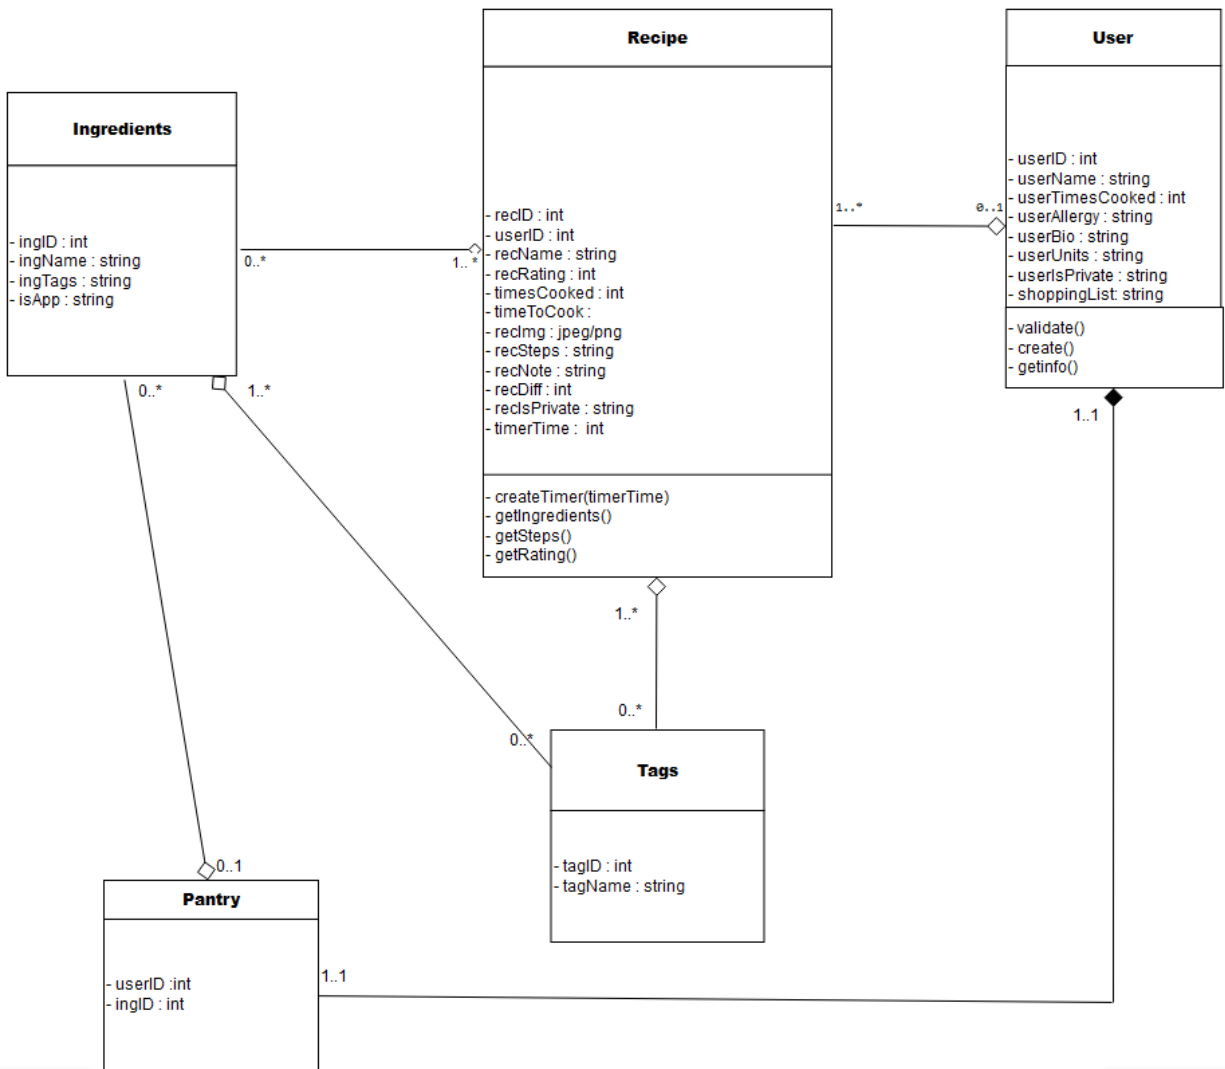 Recipe
- recID : int
- userID : int
- recName : string
- recRating : int
- timesCooked : int
- timeToCook :
- recImg : jpeg/png
- recSteps : string
- recNote : string
- recDiff : int
- recIsPrivate : string
- timerTime :  int
- createTimer(timerTime)
- getIngredients()
- getSteps()
- getRating()
User
- userID : int
- userName : string
- userTimesCooked : int
- userAllergy : string
- userBio : string
- userUnits : string
- userIsPrivate : string
- shoppingList: string
- validate()
- create()
- getinfo()
Ingredients
- ingID : int
- ingName : string
- ingTags : string
- isApp : string
0..*
1.. *
1..*
0..1
0..*
1..*
1..1
1..*
0..*
0..*
Tags
- tagID : int
- tagName : string
0..1
Pantry
- userID :int
- ingID : int
1..1